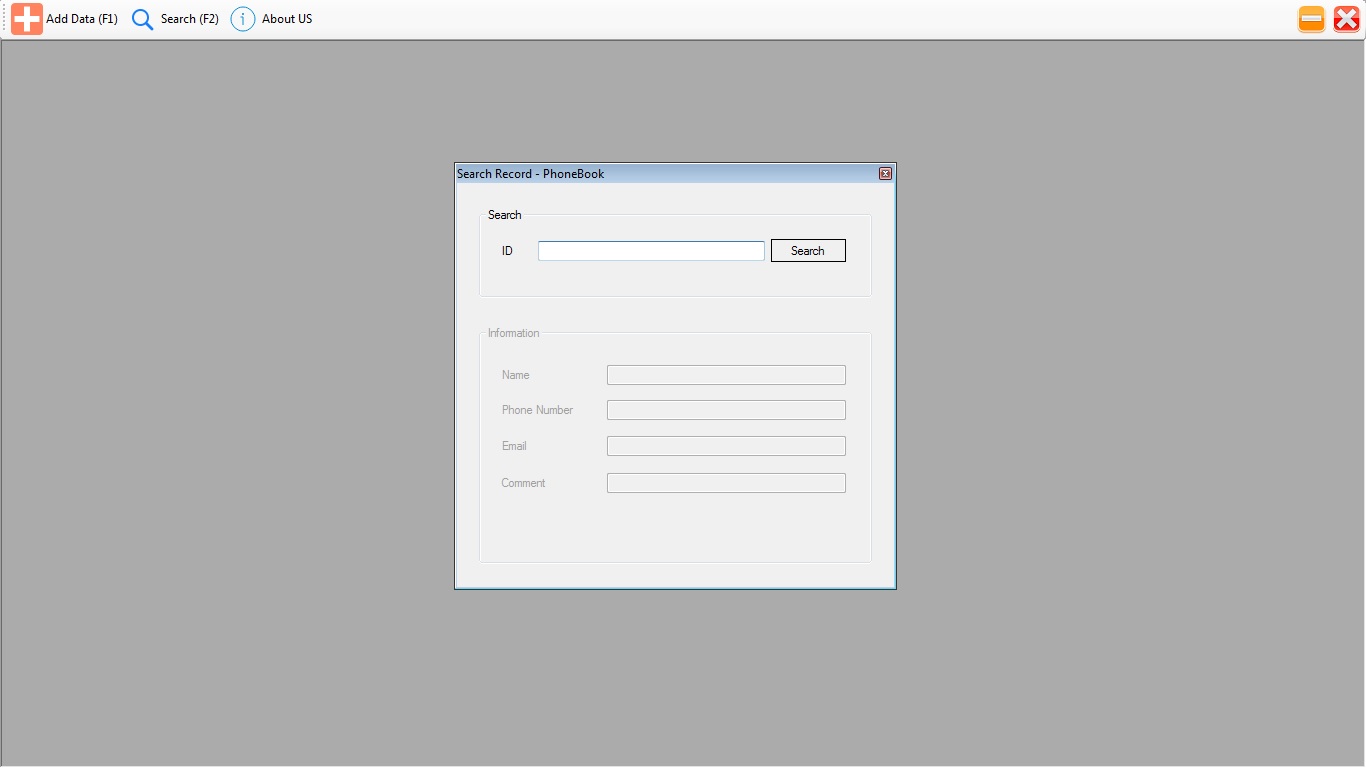 Add Data (F1) Search (F2) About US
Search Record - PhoneBook
Search
ID Search
Information
Name
Phone Number
Email
Comment